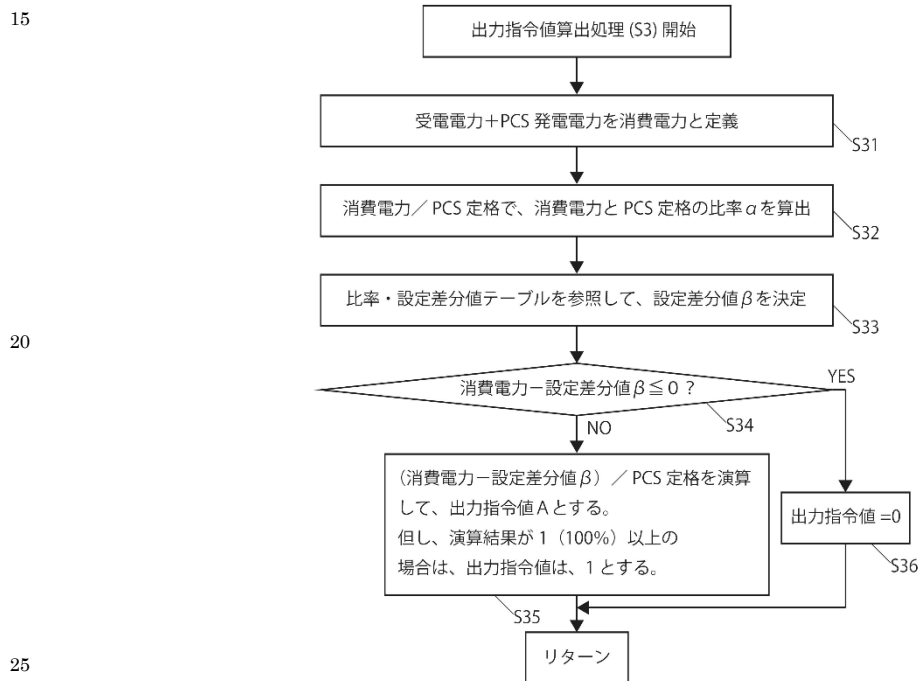 15
出力指令値算出処理 (S3) 開始
受電電力+PCS 発電電力を消費電力と定義
S31
消費電力/ PCS 定格で、消費電力と PCS 定格の比率αを算出
S32
比率・設定差分値テーブルを参照して、設定差分値βを決定
S33
20
消費電力−設定差分値β≦0?
YES
S34
NO
(消費電力−設定差分値β)/ PCS 定格を演算
して、出力指令値Aとする。
但し、演算結果が 1(100%)以上の
場合は、出力指令値は、1とする。
S35
出力指令値 =0
S36
リターン
25